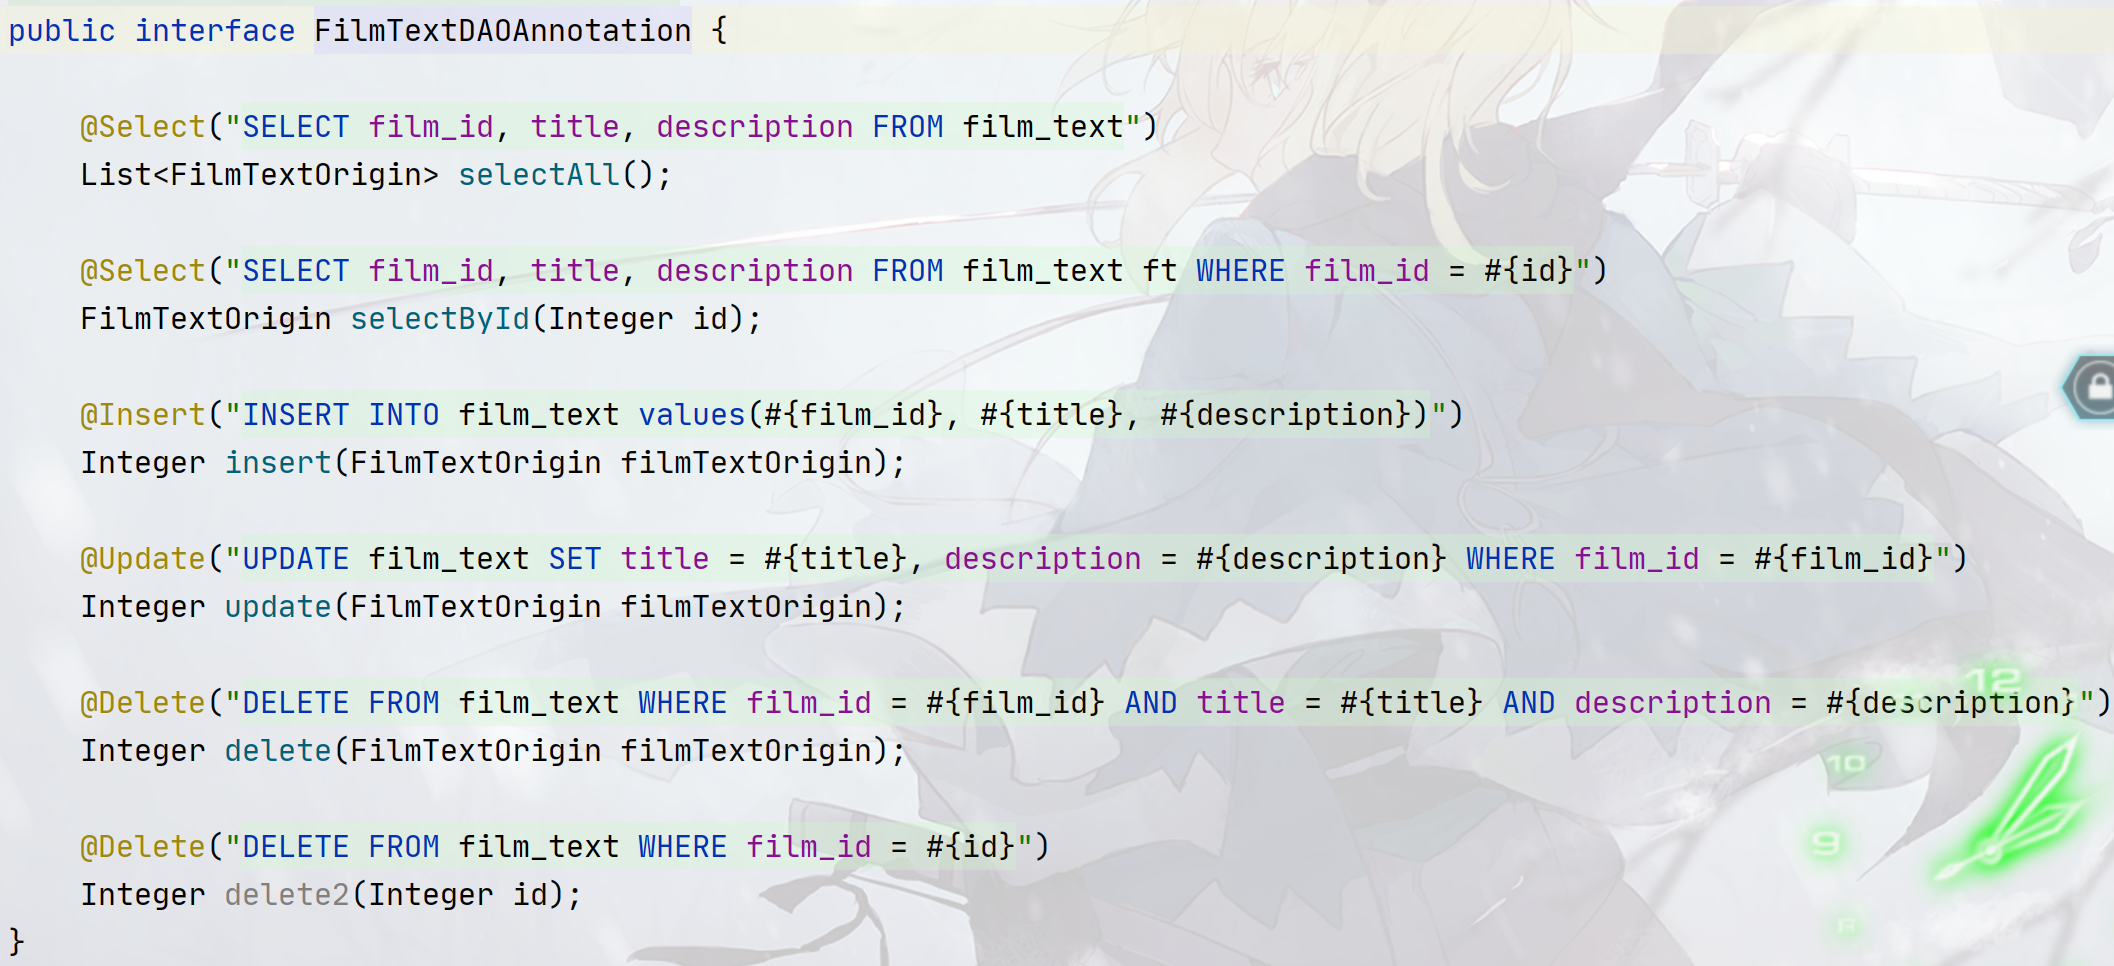 public interface FilmTextDAOAnnotation {
@Select("SELECT film_id, title, description FROM film_text")
List<FilmTextOrigin> selectAll();
@Select("SELECT film_id, title, description FROM film_text ft WHERE film_id = #{id}")
FilmTextOrigin selectById(Integer id);
@Insert("INSERT INTO film_text values(#{film_id}, #{title}, #{description})")
Integer insert(FilmTextOrigin filmTextOrigin);
@Update("UPDATE film_text SET title = #{title}, description = #{description} WHERE film_id = #{film_id}")
Integer update(FilmTextOrigin filmTextOrigin);
@Delete("DELETE FROM film_text WHERE film_id = #{film_id} AND title = #{title} AND description = #{description}")
Integer delete(FilmTextOrigin filmTextOrigin);
@Delete("DELETE FROM film_text WHERE film_id = #{id}")
Integer delete2(Integer id);
}
12
10
9